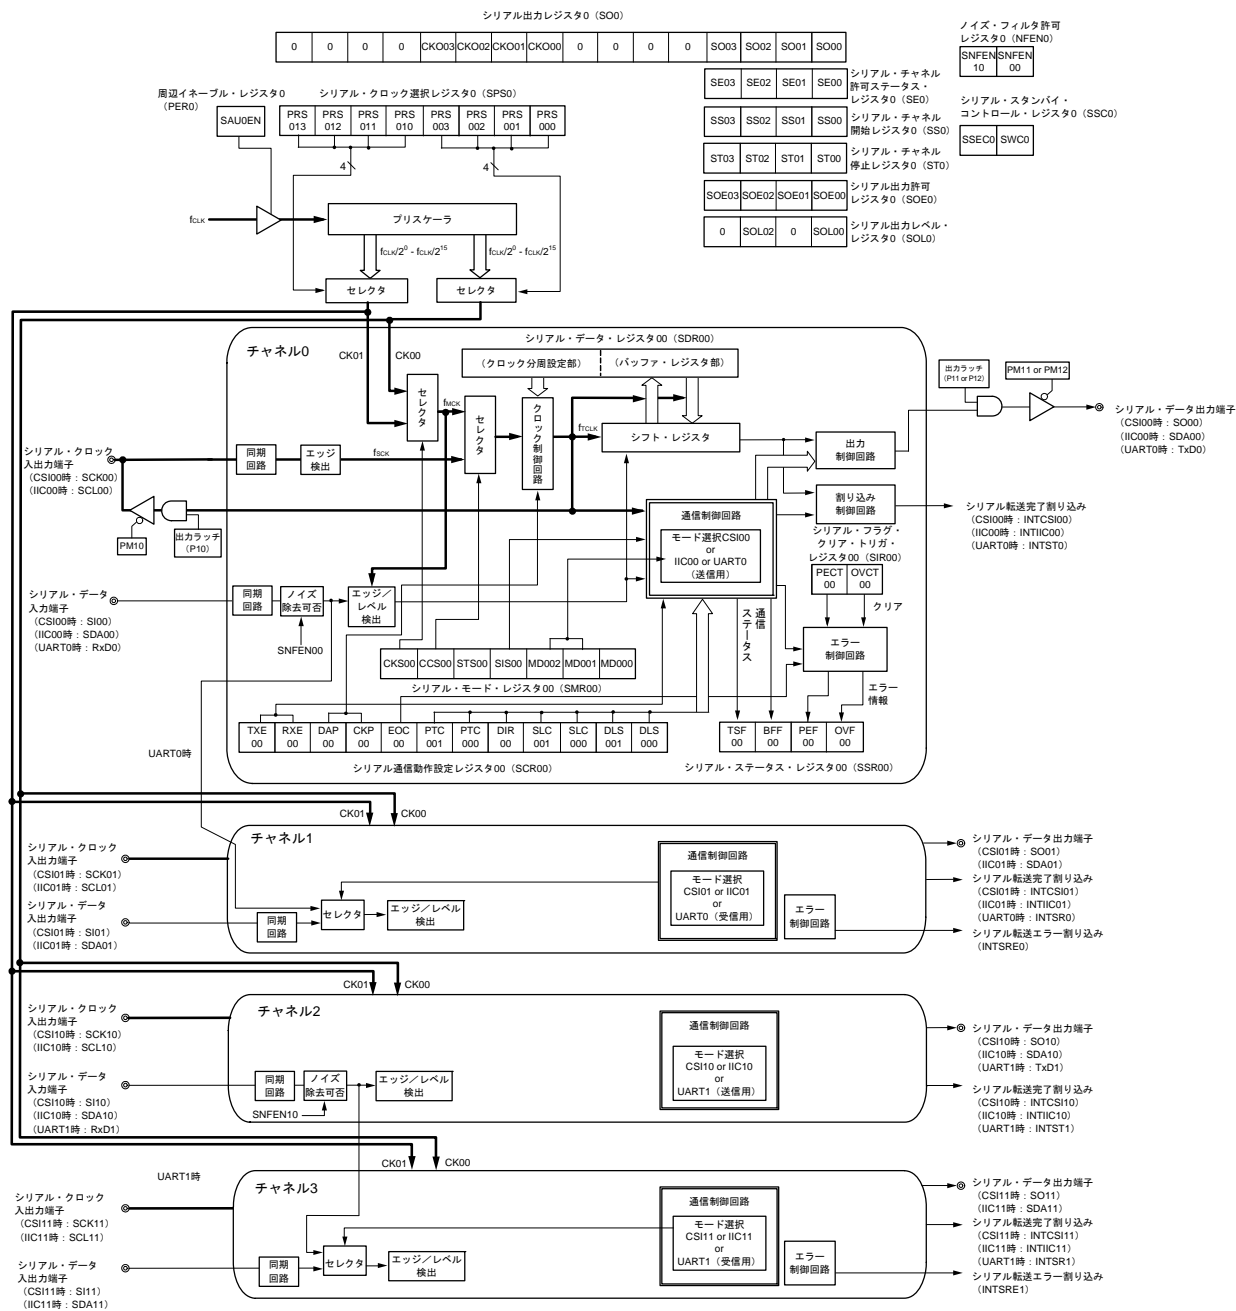 シリアル出力レジスタ0（SO0）
0 0 0 0 CKO03 CKO02 CKO01 CKO00 0 0 0 0 SO03 SO02 SO01 SO00
ノイズ・フィルタ許可
レジスタ0（NFEN0）
SNFEN SNFEN
10 00
SE03 SE02 SE01 SE00
シリアル・チャネル
許可ステータス・
レジスタ0（SE0）
シリアル・スタンバイ・
コントロール・レジスタ0（SSC0）
SSEC0 SWC0
SS03 SS02 SS01 SS00
シリアル・チャネル
開始レジスタ0（SS0）
ST03 ST02 ST01 ST00
シリアル・チャネル
停止レジスタ0（ST0）
SOE03 SOE02 SOE01 SOE00
シリアル出力許可
レジスタ0（SOE0）
0 SOL02 0 SOL00
シリアル出力レベル・
レジスタ0（SOL0）
周辺イネーブル・レジスタ0
（PER0）
SAU0EN
シリアル・クロック選択レジスタ0（SPS0）
PRS PRS PRS PRS PRS PRS PRS PRS
013 012 011 010 003 002 001 000
4 4
fCLK
プリスケーラ
fCLK/2⁰ - fCLK/2¹⁵ fCLK/2⁰ - fCLK/2¹⁵
セレクタ セレクタ
チャネル0
CK01 CK00
シリアル・データ・レジスタ00（SDR00）
（クロック分周設定部） （バッファ・レジスタ部）
セレクタ
fMCK
セレクタ
クロック制御回路
fTCLK
シフト・レジスタ
出力
制御回路
出力ラッチ
（P11 or P12）
PM11 or PM12
シリアル・データ出力端子
（CSI00時：SO00）
（IIC00時：SDA00）
（UART0時：TxD0）
シリアル・クロック
入出力端子
（CSI00時：SCK00）
（IIC00時：SCL00）
同期
回路
エッジ
検出
fSCK
PM10
出力ラッチ
（P10）
通信制御回路
モード選択CSI00
or
IIC00 or UART0
（送信用）
割り込み
制御回路
シリアル転送完了割り込み
（CSI00時：INTCSI00）
（IIC00時：INTIIC00）
（UART0時：INTST0）
シリアル・フラグ・
クリア・トリガ・
レジスタ00（SIR00）
PECT OVCT
00 00
クリア
シリアル・データ
入力端子
（CSI00時：SI00）
（IIC00時：SDA00）
（UART0時：RxD0）
同期
回路
ノイズ
除去可否
エッジ／
レベル
検出
SNFEN00
通信
ステータス
エラー
制御回路
エラー
情報
CKS00 CCS00 STS00 SIS00 MD002 MD001 MD000
シリアル・モード・レジスタ00（SMR00）
TXE RXE DAP CKP EOC PTC PTC DIR SLC SLC DLS DLS
00 00 00 00 00 001 000 00 001 000 001 000
シリアル通信動作設定レジスタ00（SCR00）
TSF BFF PEF OVF
00 00 00 00
シリアル・ステータス・レジスタ00（SSR00）
UART0時
CK01 CK00
チャネル1
シリアル・クロック
入出力端子
（CSI01時：SCK01）
（IIC01時：SCL01）
シリアル・データ
入出力端子
（CSI01時：SI01）
（IIC01時：SDA01）
同期
回路
セレクタ
エッジ／レベル
検出
通信制御回路
モード選択
CSI01 or IIC01
or
UART0（受信用）
エラー
制御回路
シリアル・データ出力端子
（CSI01時：SO01）
（IIC01時：SDA01）
シリアル転送完了割り込み
（CSI01時：INTCSI01）
（IIC01時：INTIIC01）
（UART0時：INTSR0）
シリアル転送エラー割り込み
（INTSRE0）
CK01 CK00
チャネル2
シリアル・クロック
入出力端子
（CSI10時：SCK10）
（IIC10時：SCL10）
シリアル・データ
入力端子
（CSI10時：SI10）
（IIC10時：SDA10）
（UART1時：RxD1）
同期
回路
ノイズ
除去可否
エッジ／レベル
検出
SNFEN10
通信制御回路
モード選択
CSI10 or IIC10
or
UART1（送信用）
シリアル・データ出力端子
（CSI10時：SO10）
（IIC10時：SDA10）
（UART1時：TxD1）
シリアル転送完了割り込み
（CSI10時：INTCSI10）
（IIC10時：INTIIC10）
（UART1時：INTST1）
UART1時
CK01 CK00
チャネル3
シリアル・クロック
入出力端子
（CSI11時：SCK11）
（IIC11時：SCL11）
シリアル・データ
入出力端子
（CSI11時：SI11）
（IIC11時：SDA11）
同期
回路
セレクタ
エッジ／レベル
検出
通信制御回路
モード選択
CSI11 or IIC11
or
UART1（受信用）
エラー
制御回路
シリアル・データ出力端子
（CSI11時：SO11）
（IIC11時：SDA11）
シリアル転送完了割り込み
（CSI11時：INTCSI11）
（IIC11時：INTIIC11）
（UART1時：INTSR1）
シリアル転送エラー割り込み
（INTSRE1）